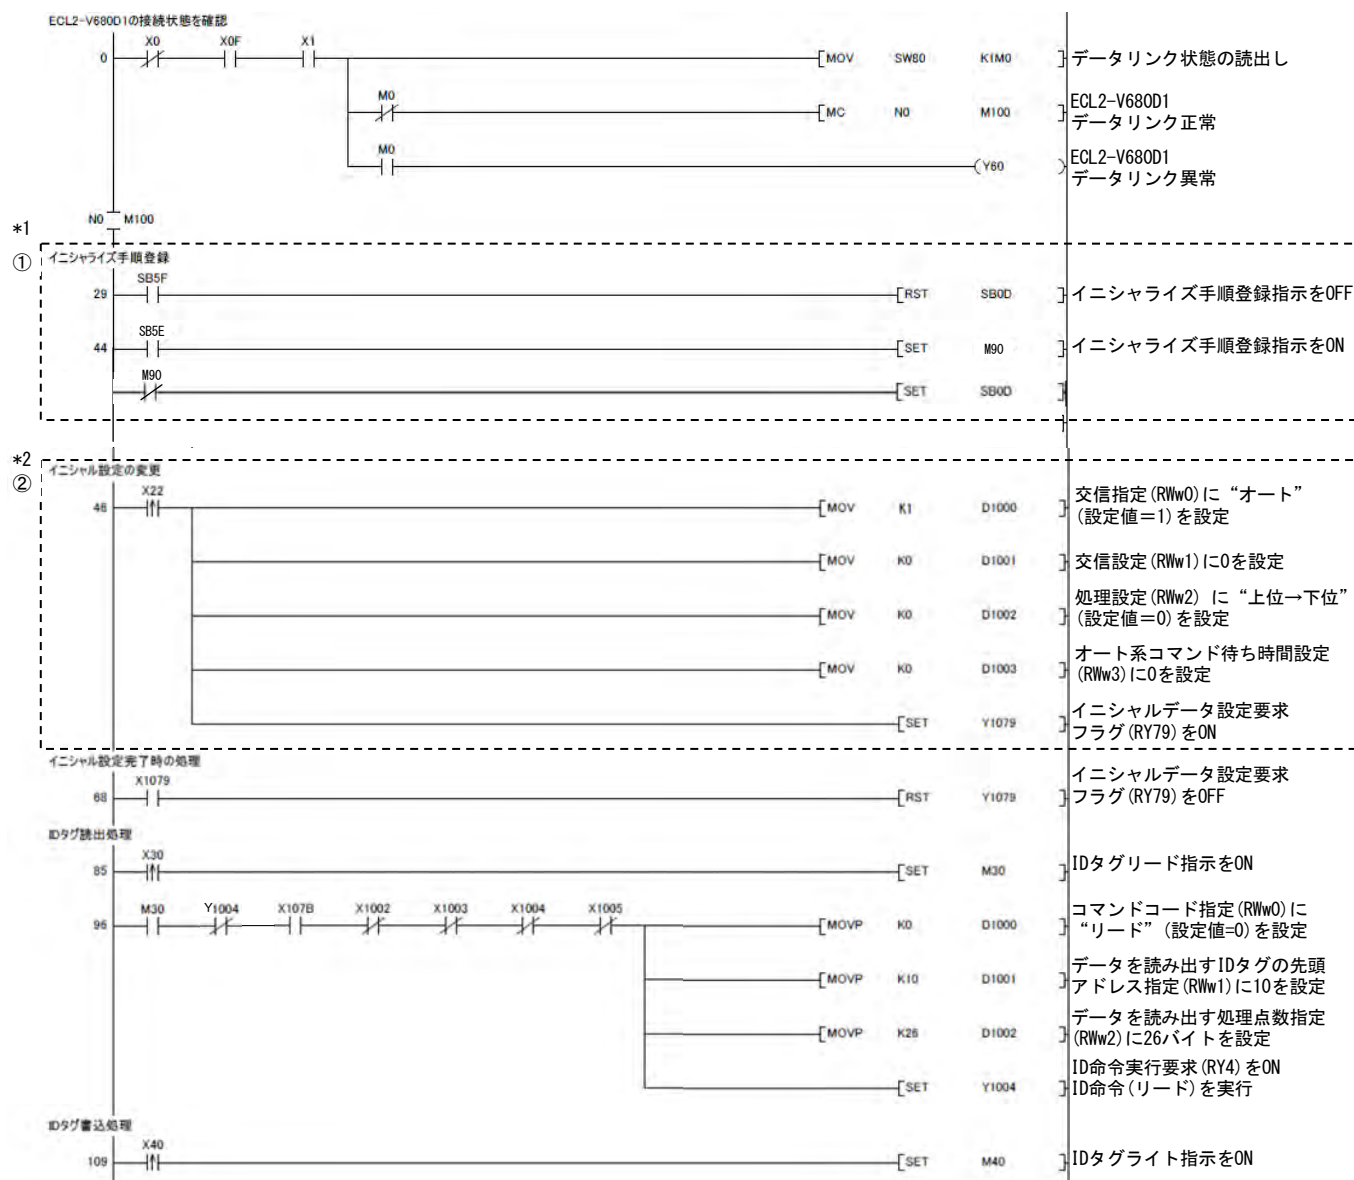 ECL2-V680D1の接続状態を確認
X0 X0F X1
0 MOV SW80 K1M0 データリンク状態の読出し
M0
MC N0 M100 ECL2-V680D1
データリンク正常
M0
Y60 ECL2-V680D1
データリンク異常
N0 M100
*1
① イニシャライズ手順登録
SB5F
29 RST SB0D イニシャライズ手順登録指示をOFF
SB5E
44 SET M90 イニシャライズ手順登録指示をON
M90
SET SB0D
*2
② イニシャル設定の変更
X22
46 MOV K1 D1000 交信指定(RWw0)に“オート”
(設定値=1)を設定
MOV K0 D1001 交信設定(RWw1)に0を設定
MOV K0 D1002 処理設定(RWw2) に“上位→下位”
(設定値=0)を設定
MOV K0 D1003 オート系コマンド待ち時間設定
(RWw3)に0を設定
SET Y1079 イニシャルデータ設定要求
フラグ(RY79)をON
イニシャル設定完了時の処理
X1079
68 RST Y1079 イニシャルデータ設定要求
フラグ(RY79)をOFF
IDタグ読出処理
X30
85 SET M30 IDタグリード指示をON
M30 Y1004 X107B X1002 X1003 X1004 X1005
96 MOVP K0 D1000 コマンドコード指定(RWw0)に
“リード”(設定値=0)を設定
MOVP K10 D1001 データを読み出すIDタグの先頭
アドレス指定(RWw1)に10を設定
MOVP K26 D1002 データを読み出す処理点数指定
(RWw2)に26バイトを設定
SET Y1004 ID命令実行要求(RY4)をON
ID命令(リード)を実行
IDタグ書込処理
X40
109 SET M40 IDタグライト指示をON